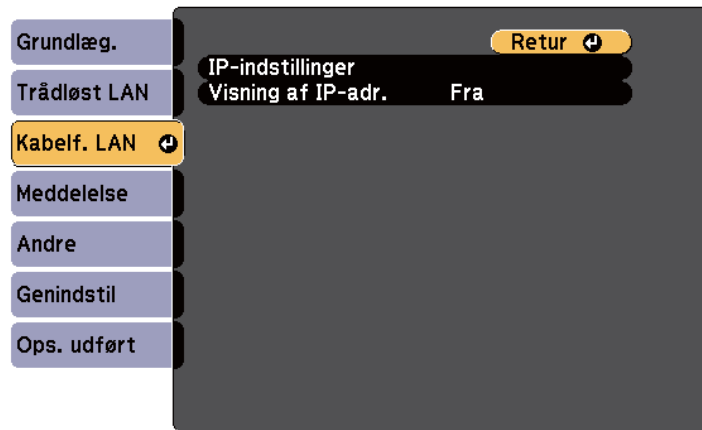 Grundlæg.
Trådløst LAN
Kabelf. LAN
Meddelelse
Andre
Genindstil
Ops. udført
Retur
IP-indstillinger
Visning af IP-adr. Fra